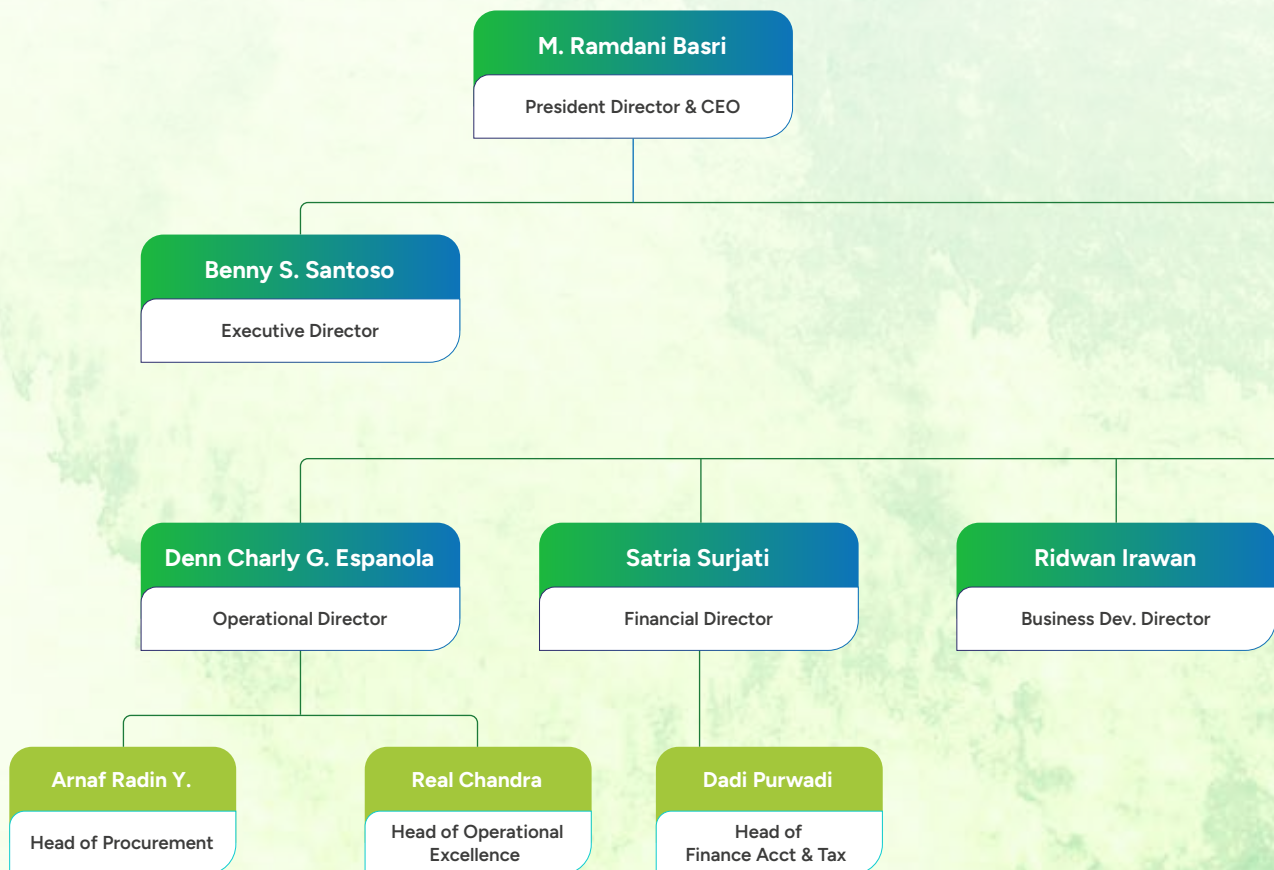 M. Ramdani Basri
President Director & CEO
Benny S. Santoso
Executive Director
Denn Charly G. Espanola
Operational Director
Satria Surjati
Financial Director
Ridwan Irawan
Business Dev. Director
Arnaf Radin Y.
Head of Procurement
Real Chandra
Head of Operational
Excellence
Dadi Purwadi
Head of
Finance Acct & Tax